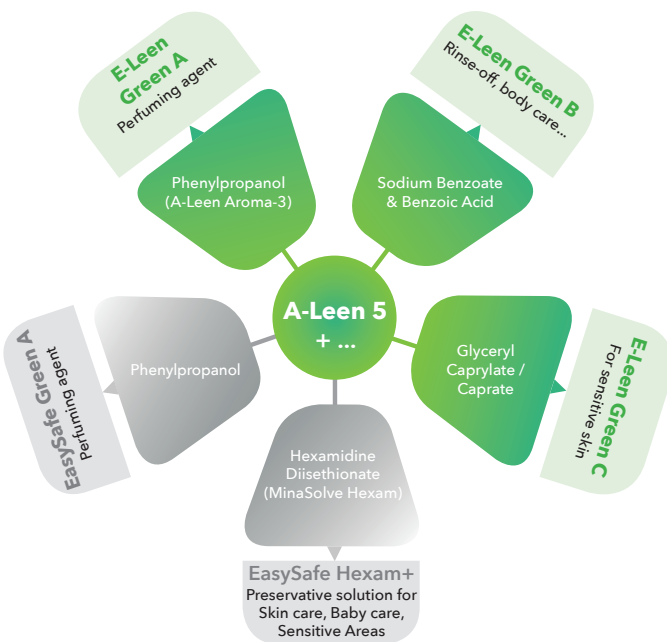 E-Leen
Green A
Perfuming agent
Phenylpropanol
(A-Leen Aroma-3)
E-Leen Green B
Rinse-off, body care...
Sodium Benzoate
& Benzoic Acid
A-Leen 5
+ ...
EasySafe Green A
Perfuming agent
Phenylpropanol
Glyceryl
Caprylate /
Caprate
E-Leen Green C
For sensitive skin
Hexamidine
Diisethionate
(MinaSolve Hexam)
EasySafe Hexam+
Preservative solution for
Skin care, Baby care,
Sensitive Areas